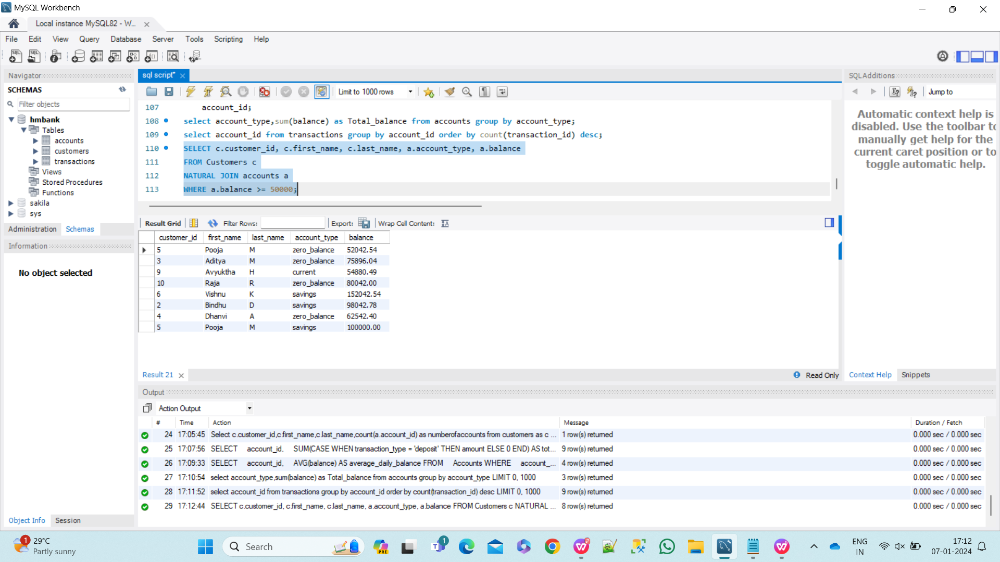 MySQL Workbench
Local instance MySQL82 - W...
File Edit View Query Database Server Tools Scripting Help
Navigator
SCHEMAS
Filter objects
hmbank
Tables
accounts
customers
transactions
Views
Stored Procedures
Functions
sakila
sys
Administration Schemas
Information
No object selected
Object Info Session
sql script*
Limit to 1000 rows
107 account_id;
108 select account_type,sum(balance) as Total_balance from accounts group by account_type;
109 select account_id from transactions group by account_id order by count(transaction_id) desc;
110 SELECT c.customer_id, c.first_name, c.last_name, a.account_type, a.balance
111 FROM Customers c
112 NATURAL JOIN accounts a
113 WHERE a.balance >= 50000;
Result Grid Filter Rows: Export: Wrap Cell Content:
customer_id first_name last_name account_type balance
5 Pooja M zero_balance 52042.54
3 Aditya M zero_balance 75896.04
9 Avyuktha H current 54880.49
10 Raja R zero_balance 80042.00
6 Vishnu K savings 152042.54
2 Bindhu D savings 98042.78
4 Dhanvi A zero_balance 62542.40
5 Pooja M savings 100000.00
Result 21
Read Only
SQLAdditions
Jump to
Automatic context help is
disabled. Use the toolbar to
manually get help for the
current caret position or to
toggle automatic help.
Context Help Snippets
Output
Action Output
# Time Action Message Duration / Fetch
24 17:05:45 Select c.customer_id,c.first_name,c.last_name,count(a.account_id) as numberofaccounts from customers as c ... 1 row(s) returned 0.000 sec / 0.000 sec
25 17:07:56 SELECT account_id, SUM(CASE WHEN transaction_type = 'deposit' THEN amount ELSE 0 END) AS tot... 9 row(s) returned 0.000 sec / 0.000 sec
26 17:09:33 SELECT account_id, AVG(balance) AS average_daily_balance FROM Accounts WHERE account_... 4 row(s) returned 0.000 sec / 0.000 sec
27 17:10:54 select account_type,sum(balance) as Total_balance from accounts group by account_type LIMIT 0, 1000 3 row(s) returned 0.000 sec / 0.000 sec
28 17:11:52 select account_id from transactions group by account_id order by count(transaction_id) desc LIMIT 0, 1000 9 row(s) returned 0.000 sec / 0.000 sec
29 17:12:44 SELECT c.customer_id, c.first_name, c.last_name, a.account_type, a.balance FROM Customers c NATURAL ... 8 row(s) returned 0.000 sec / 0.000 sec
1
29°C
Partly sunny
Search
PRE
1
ENG
IN
17:12
07-01-2024